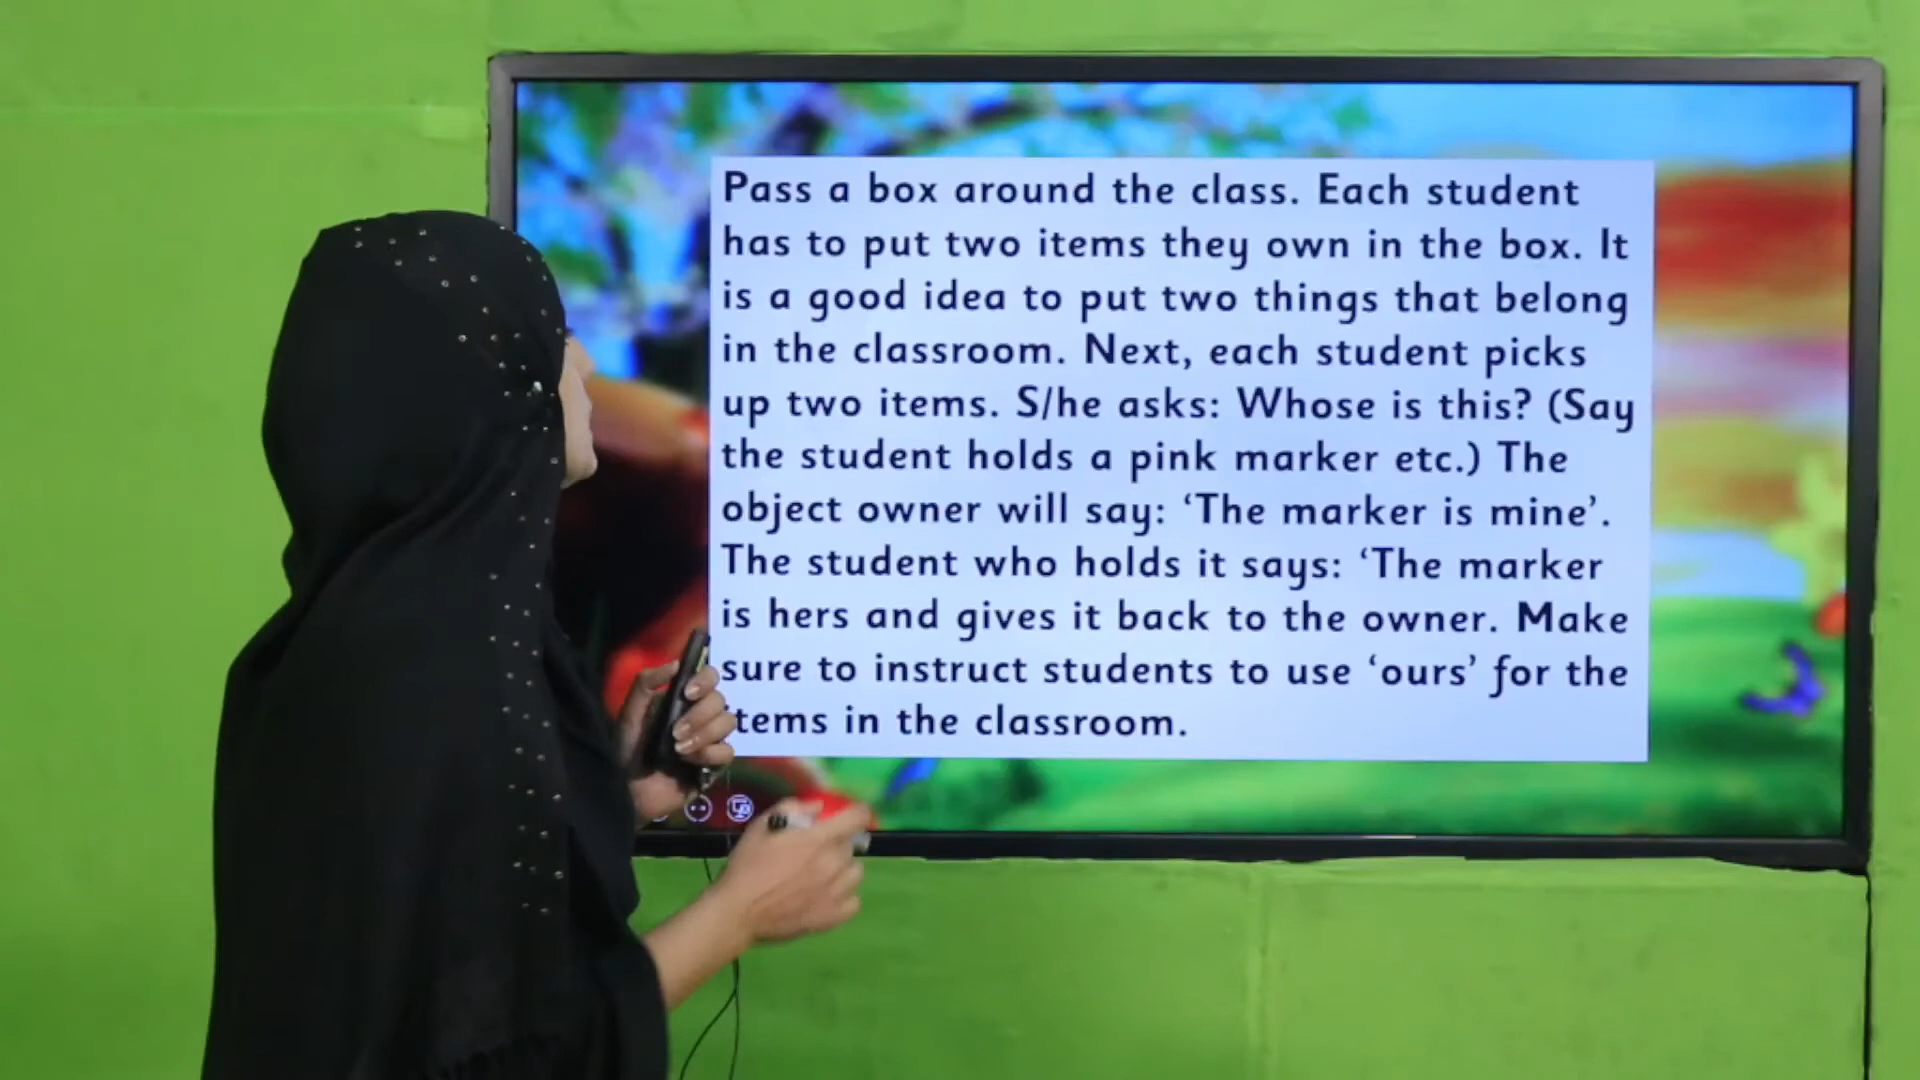 Pass a box around the class. Each student
has to put two items they own in the box. It
is a good idea to put two things that belong
in the classroom. Next, each student picks
up two items. S/he asks: Whose is this? (Say
the student holds a pink marker etc.) The
object owner will say: ‘The marker is mine’.
The student who holds it says: ‘The marker
is hers and gives it back to the owner. Make
sure to instruct students to use ‘ours’ for the
items in the classroom.